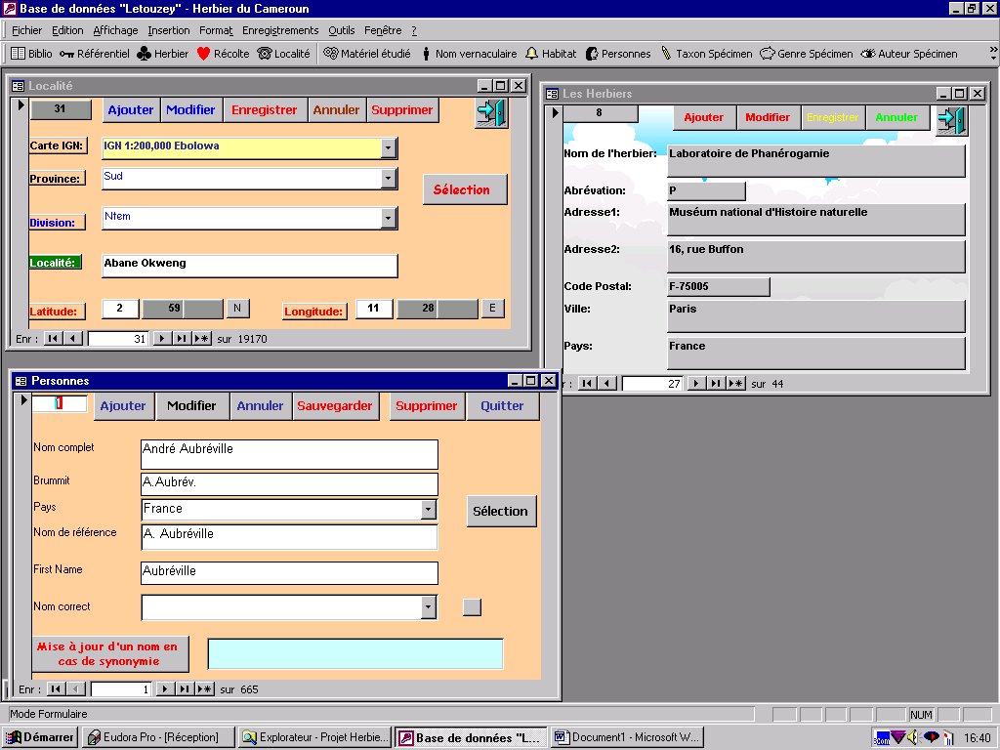 Base de données "Letouzey" - Herbier du Cameroun
Fichier Edition Affichage Insertion Format Enregistrements Outils Fenêtre ?
Biblio Référentiel Herbier Récolte Localité Matériel étudié Nom vernaculaire Habitat Personnes Taxon Spécimen Genre Spécimen Auteur Spécimen »
Localité
31 Ajouter Modifier Enregistrer Annuler Supprimer
Carte IGN: IGN 1:200,000 Ebolowa
Province: Sud
Sélection
Division: Ntem
Localité: Abane Okweng
Latitude: 2 59 N Longitude: 11 28 E
Enr : 31 sur 19170
Les Herbiers
8 Ajouter Modifier Enregistrer Annuler
Nom de l'herbier: Laboratoire de Phanérogamie
Abrévation: P
Adresse1: Muséum national d'Histoire naturelle
Adresse2: 16, rue Buffon
Code Postal: F-75005
Ville: Paris
Pays: France
r : 27 sur 44
Personnes
1 Ajouter Modifier Annuler Sauvegarder Supprimer Quitter
Nom complet André Aubréville
Brummit A.Aubrév.
Pays France
Sélection
Nom de référence A. Aubréville
First Name Aubréville
Nom correct
Mise à jour d'un nom en
cas de synonymie
Enr : 1 sur 665
Mode Formulaire NUM
Démarrer Eudora Pro - [Réception] Explorateur - Projet Herbie... Base de données "L... Document1 - Microsoft W... 16:40